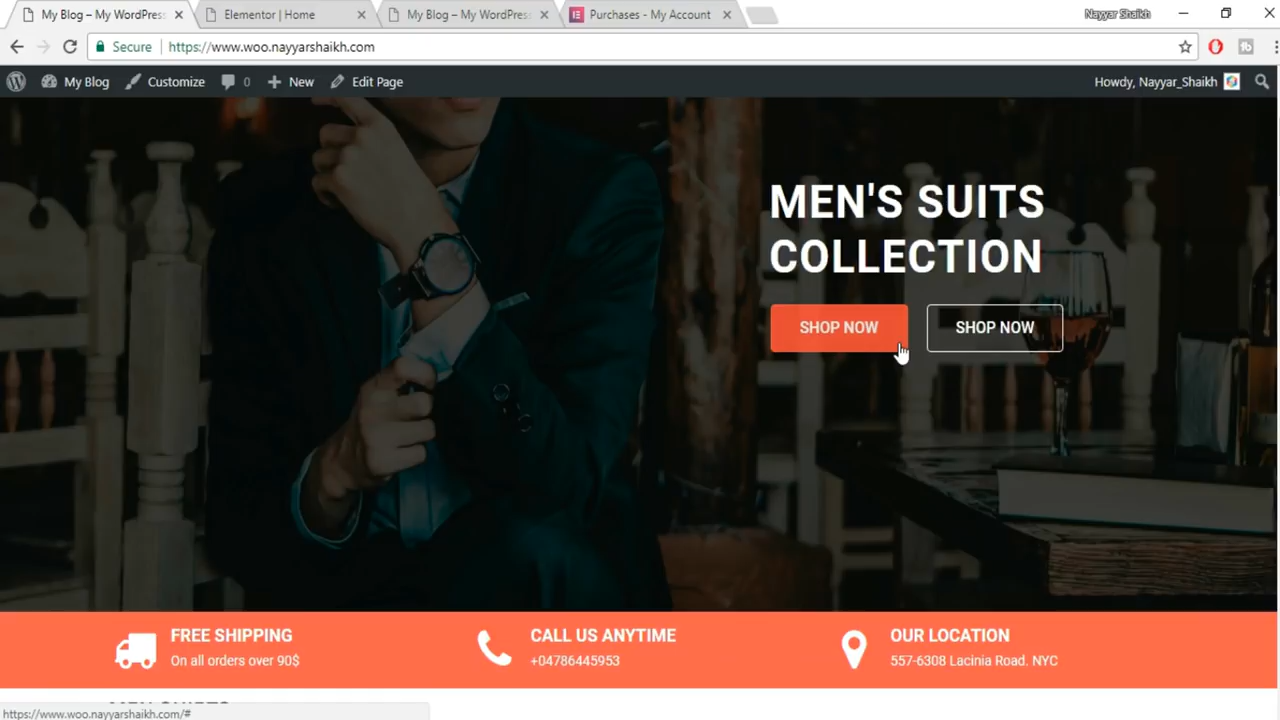 My Blog – My WordPress
Elementor | Home
My Blog – My WordPress
Purchases - My Account
Nayyar Shaikh
Secure
https://www.woo.nayyarshaikh.com
My Blog
Customize
0
New
Edit Page
Howdy, Nayyar_Shaikh
MEN'S SUITS
COLLECTION
SHOP NOW
SHOP NOW
FREE SHIPPING
On all orders over 90$
CALL US ANYTIME
+04786445953
OUR LOCATION
557-6308 Lacinia Road. NYC
https://www.woo.nayyarshaikh.com/#